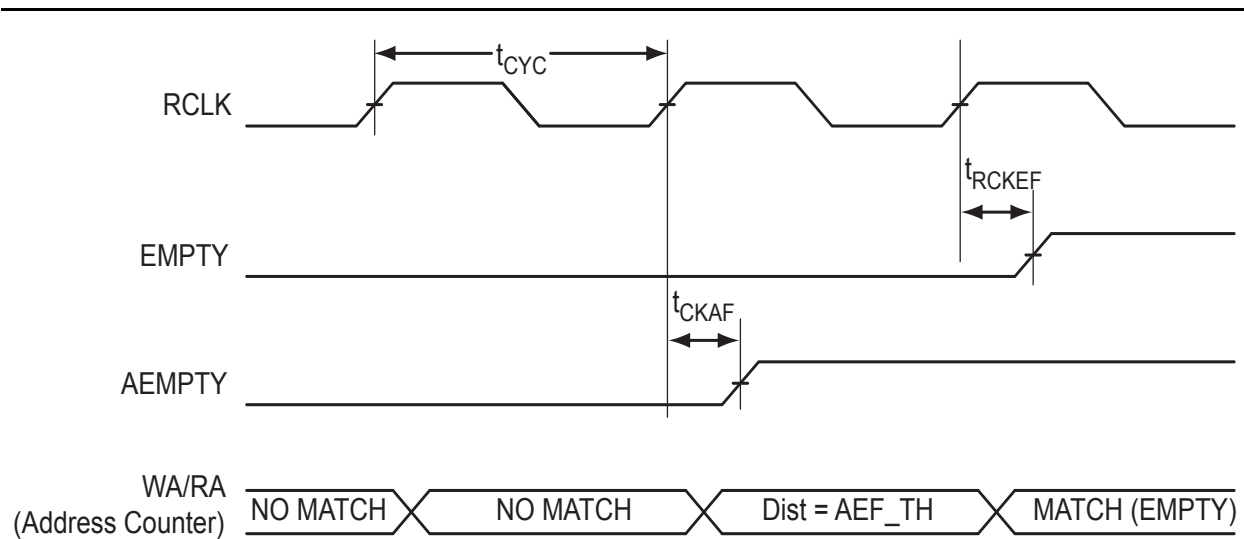 tCYC
RCLK
tRCKEF
EMPTY
tCKAF
AEMPTY
WA/RA
(Address Counter)
NO MATCH
NO MATCH
Dist = AEF_TH
MATCH (EMPTY)